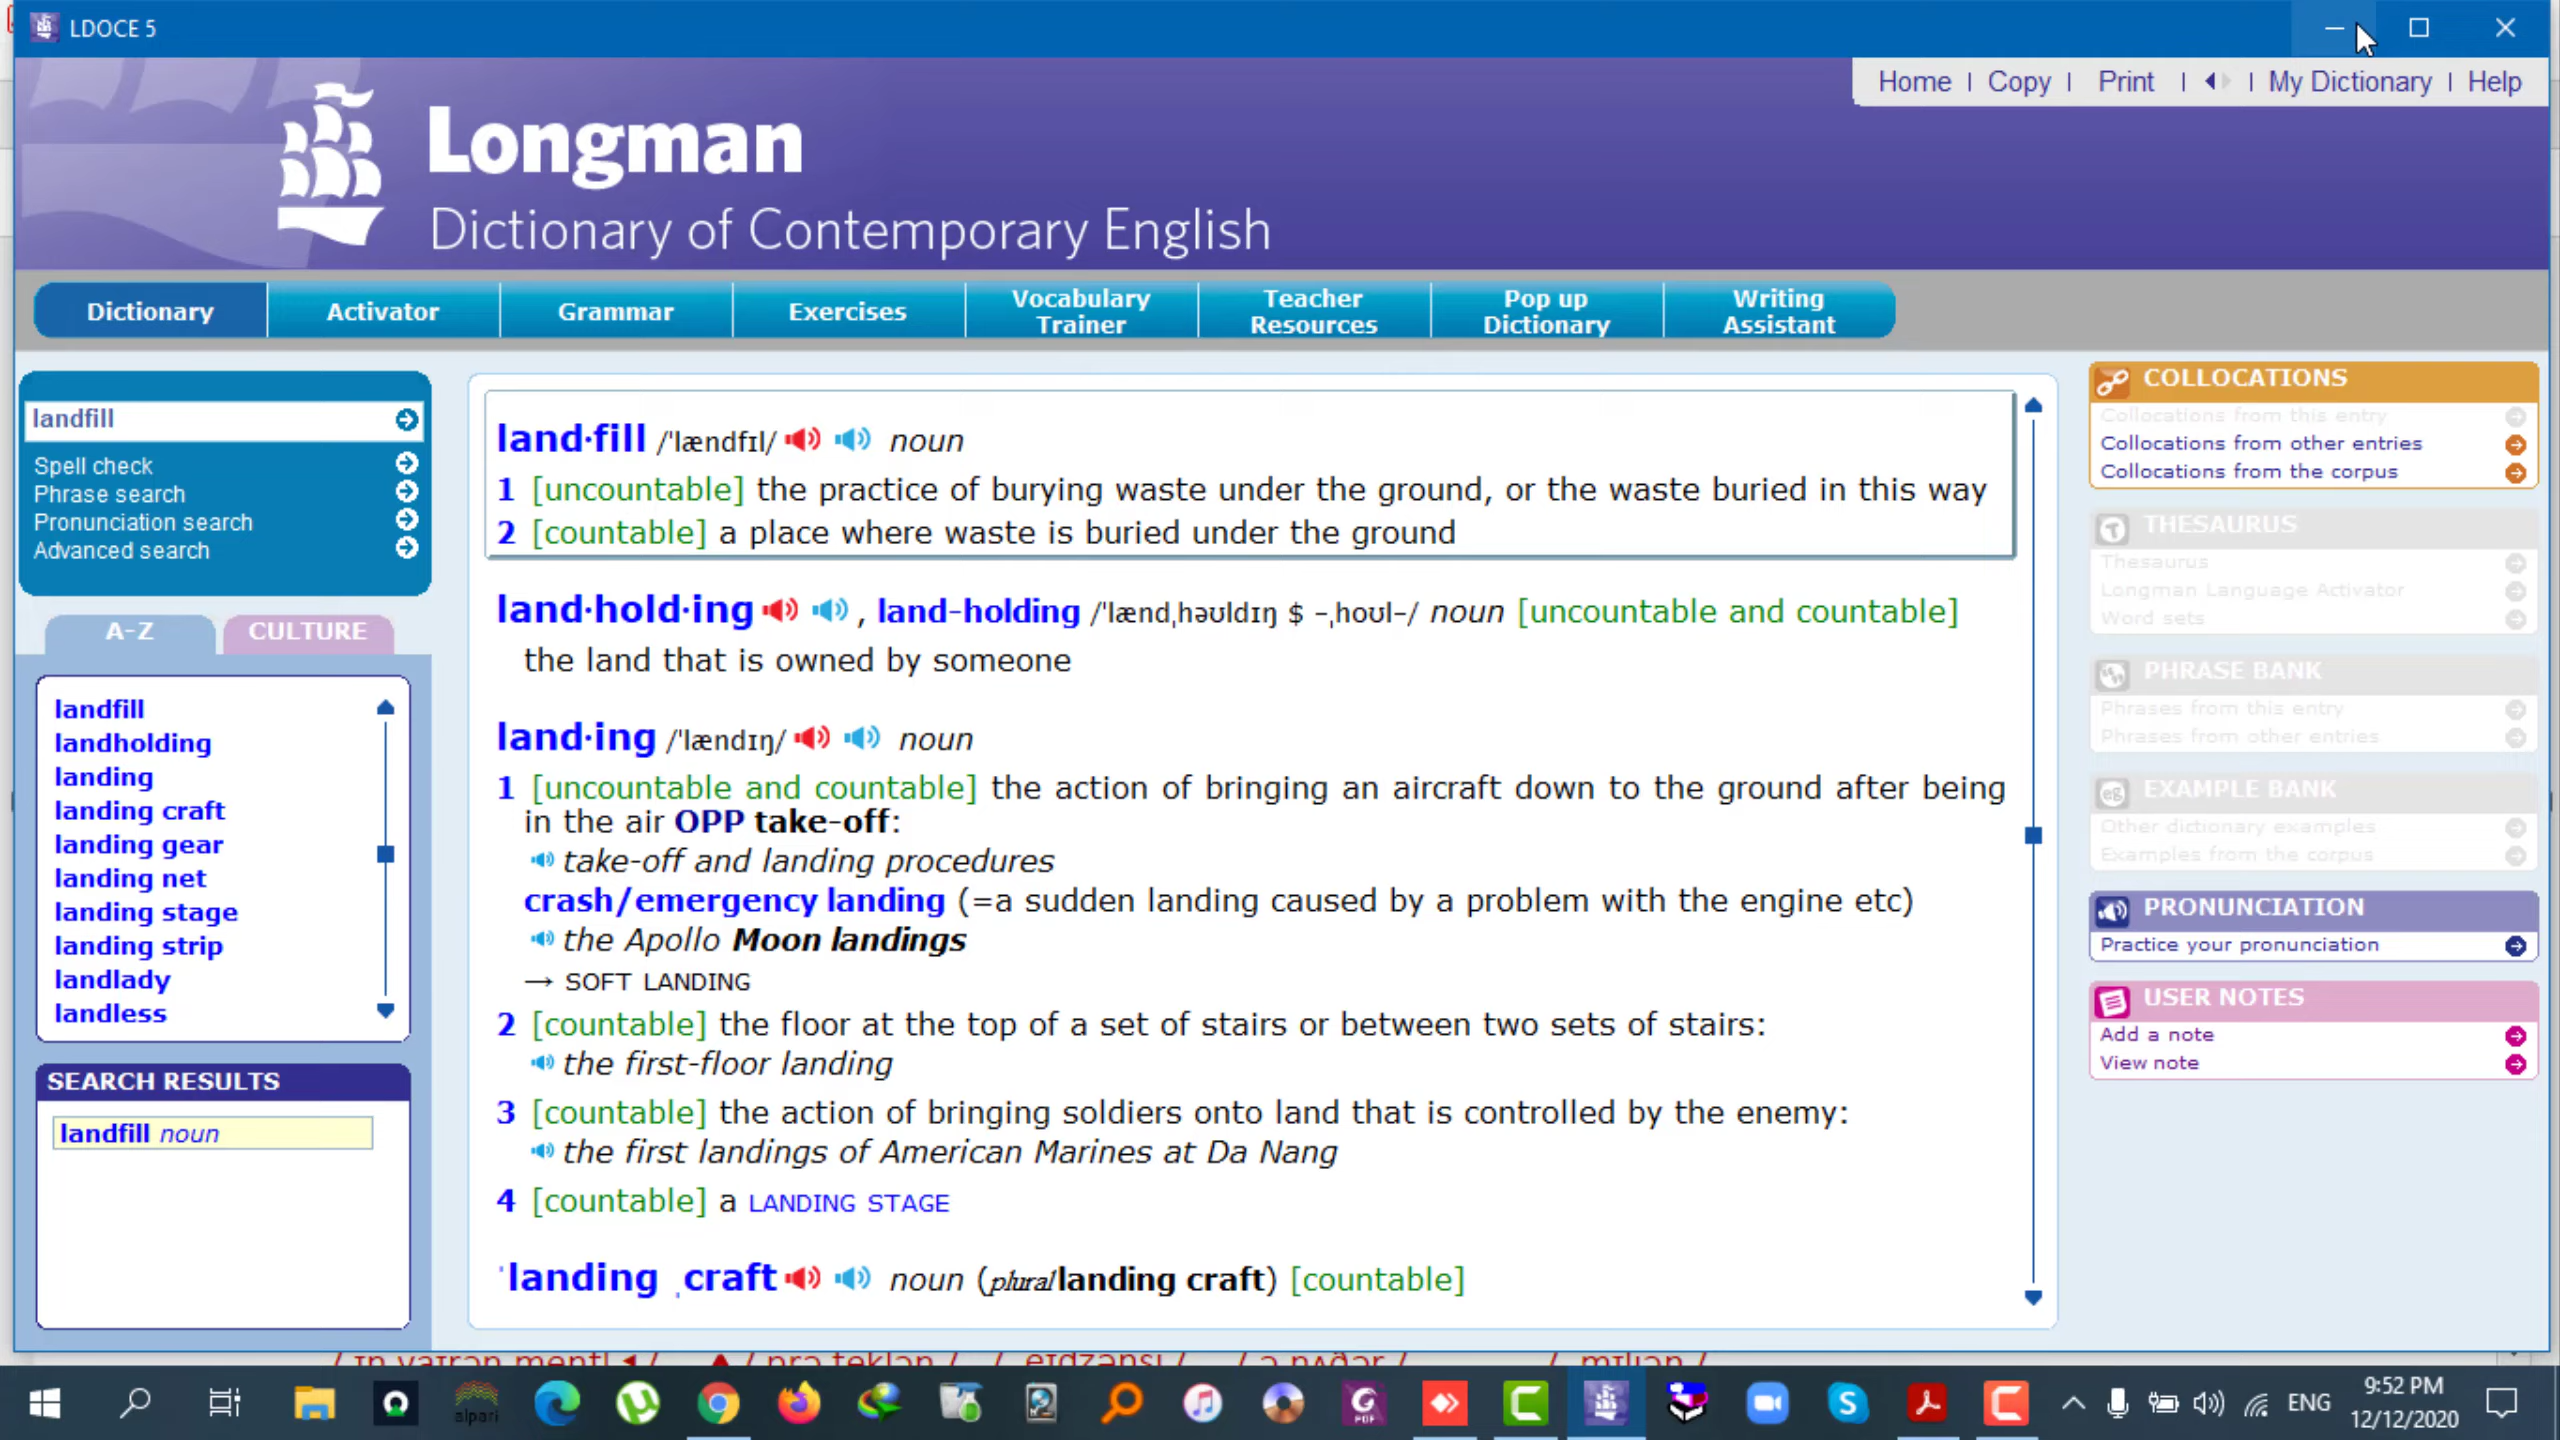 LDOCE 5
Home | Copy | Print | | My Dictionary | Help
Longman
Dictionary of Contemporary English
Dictionary
Activator
Grammar
Exercises
Vocabulary
Trainer
Teacher
Resources
Pop up
Dictionary
Writing
Assistant
landfill
Spell check
Phrase search
Pronunciation search
Advanced search
A-Z
CULTURE
landfill
landholding
landing
landing craft
landing gear
landing net
landing stage
landing strip
landlady
landless
SEARCH RESULTS
landfill noun
land·fill /ˈlændfɪl/ noun
1 [uncountable] the practice of burying waste under the ground, or the waste buried in this way
2 [countable] a place where waste is buried under the ground
land·hold·ing , land-holding /ˈlændˌhəʊldɪŋ $ -ˌhoʊl-/ noun [uncountable and countable]
the land that is owned by someone
land·ing /ˈlændɪŋ/ noun
1 [uncountable and countable] the action of bringing an aircraft down to the ground after being
in the air OPP take-off:
take-off and landing procedures
crash/emergency landing (=a sudden landing caused by a problem with the engine etc)
the Apollo Moon landings
→ SOFT LANDING
2 [countable] the floor at the top of a set of stairs or between two sets of stairs:
the first-floor landing
3 [countable] the action of bringing soldiers onto land that is controlled by the enemy:
the first landings of American Marines at Da Nang
4 [countable] a LANDING STAGE
ˈlanding ˌcraft noun (plural landing craft) [countable]
COLLOCATIONS
Collocations from this entry
Collocations from other entries
Collocations from the corpus
THESAURUS
Thesaurus
Longman Language Activator
Word sets
PHRASE BANK
Phrases from this entry
Phrases from other entries
EXAMPLE BANK
Other dictionary examples
Examples from the corpus
PRONUNCIATION
Practice your pronunciation
USER NOTES
Add a note
View note
alpari
ENG
9:52 PM
12/12/2020